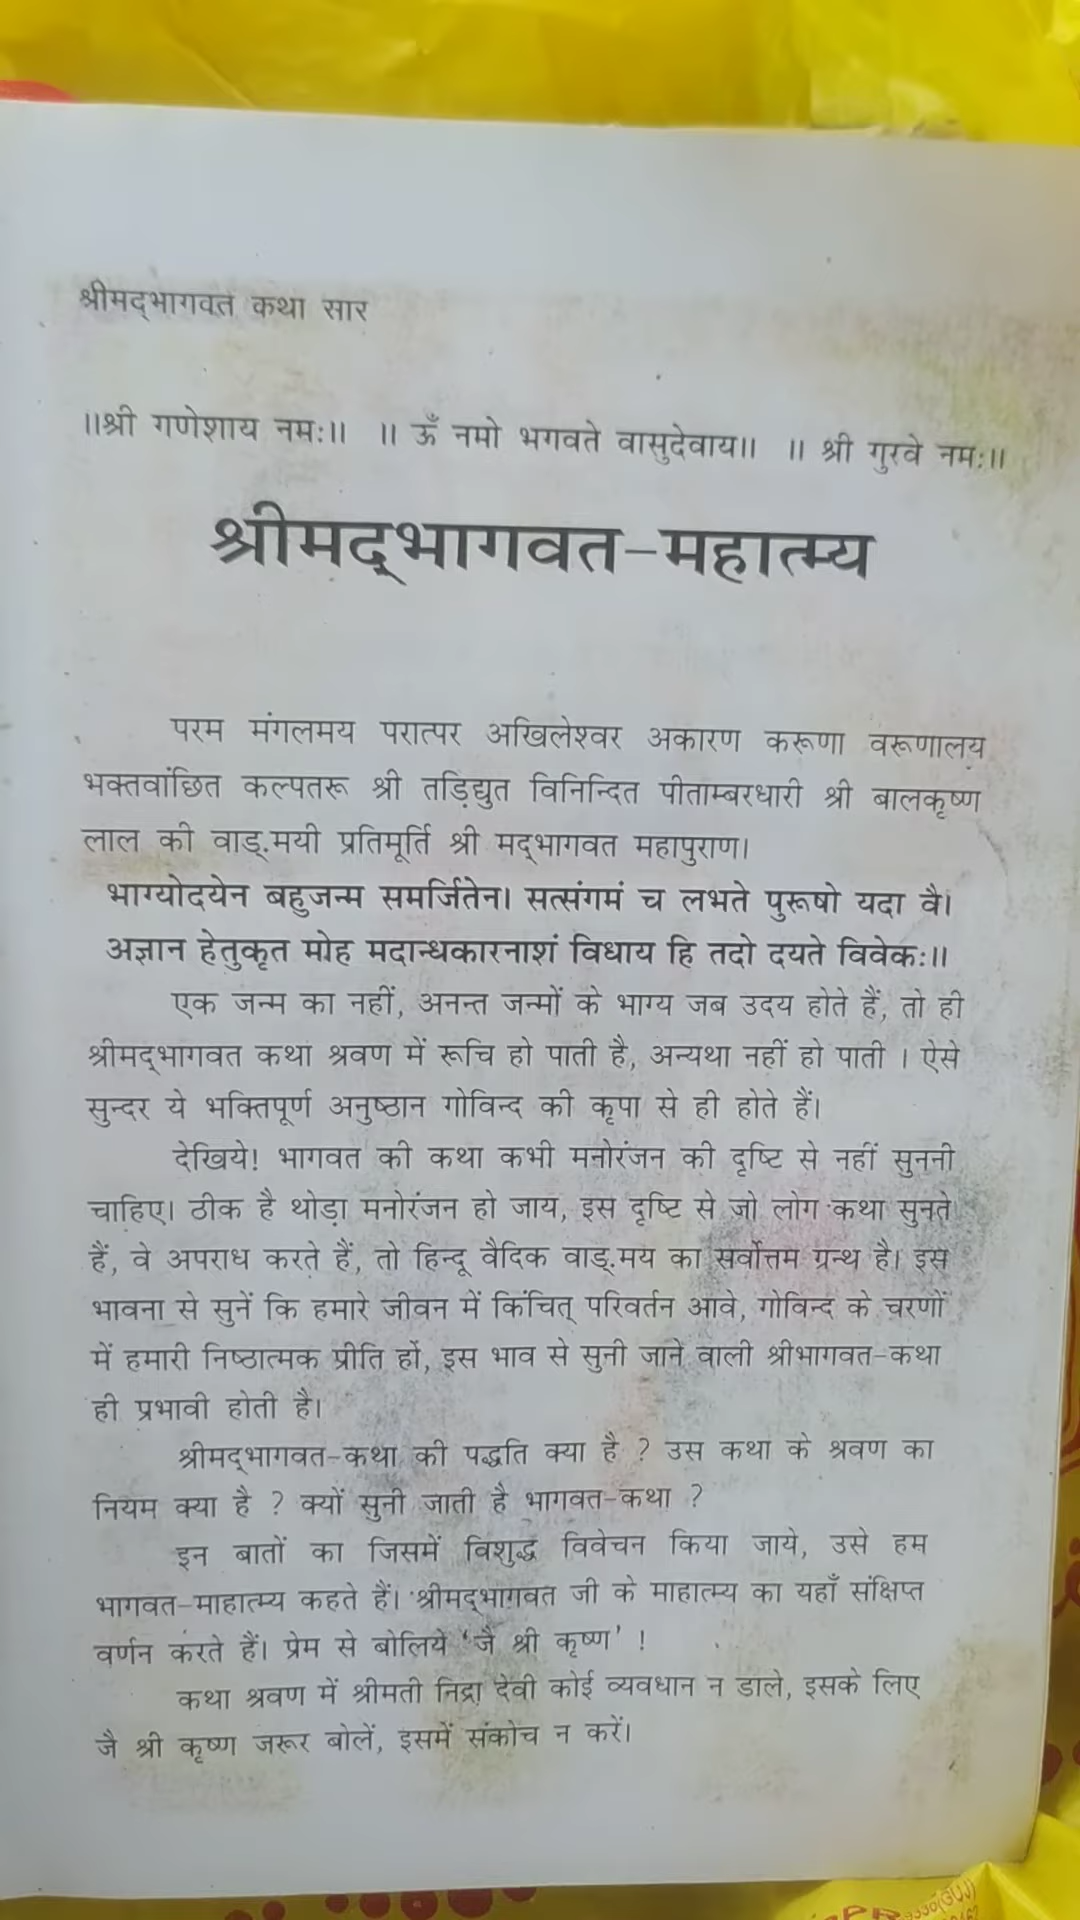 श्रीमद्‌भागवत कथा सार
।।श्री गणेशाय नमः।। ।। ऊँ नमो भगवते वासुदेवाय।। ।। श्री गुरवे नमः।।
श्रीमद्‌भागवत-महात्म्य
परम मंगलमय परात्पर अखिलेश्वर अकारण करूणा वरूणालय
भक्तवांछित कल्पतरू श्री तड़िद्युत विनिन्दित पीताम्बरधारी श्री बालकृष्ण
लाल की वाड्.मयी प्रतिमूर्ति श्री मद्‌भागवत महापुराण।
भाग्योदयेन बहुजन्म समर्जितेन। सत्संगमं च लभते पुरूषो यदा वै।
अज्ञान हेतुकृत मोह मदान्धकारनाशं विधाय हि तदो दयते विवेकः।।
एक जन्म का नहीं, अनन्त जन्मों के भाग्य जब उदय होते हैं, तो ही
श्रीमद्‌भागवत कथा श्रवण में रूचि हो पाती है, अन्यथा नहीं हो पाती । ऐसे
सुन्दर ये भक्तिपूर्ण अनुष्ठान गोविन्द की कृपा से ही होते हैं।
देखिये! भागवत की कथा कभी मनोरंजन की दृष्टि से नहीं सुननी
चाहिए। ठीक है थोड़ा मनोरंजन हो जाय, इस दृष्टि से जो लोग कथा सुनते
हैं, वे अपराध करते हैं, तो हिन्दू वैदिक वाड्.मय का सर्वोत्तम ग्रन्थ है। इस
भावना से सुनें कि हमारे जीवन में किंचित् परिवर्तन आवे, गोविन्द के चरणों
में हमारी निष्ठात्मक प्रीति हों, इस भाव से सुनी जाने वाली श्रीभागवत-कथा
ही प्रभावी होती है।
श्रीमद्‌भागवत-कथा की पद्धति क्या है ? उस कथा के श्रवण का
नियम क्या है ? क्यों सुनी जाती है भागवत-कथा ?
इन बातों का जिसमें विशुद्ध विवेचन किया जाये, उसे हम
भागवत-माहात्म्य कहते हैं। श्रीमद्‌भागवत जी के माहात्म्य का यहाँ संक्षिप्त
वर्णन करते हैं। प्रेम से बोलिये ‘जै श्री कृष्ण’ !
कथा श्रवण में श्रीमती निद्रा देवी कोई व्यवधान न डाले, इसके लिए
जै श्री कृष्ण जरूर बोलें, इसमें संकोच न करें।